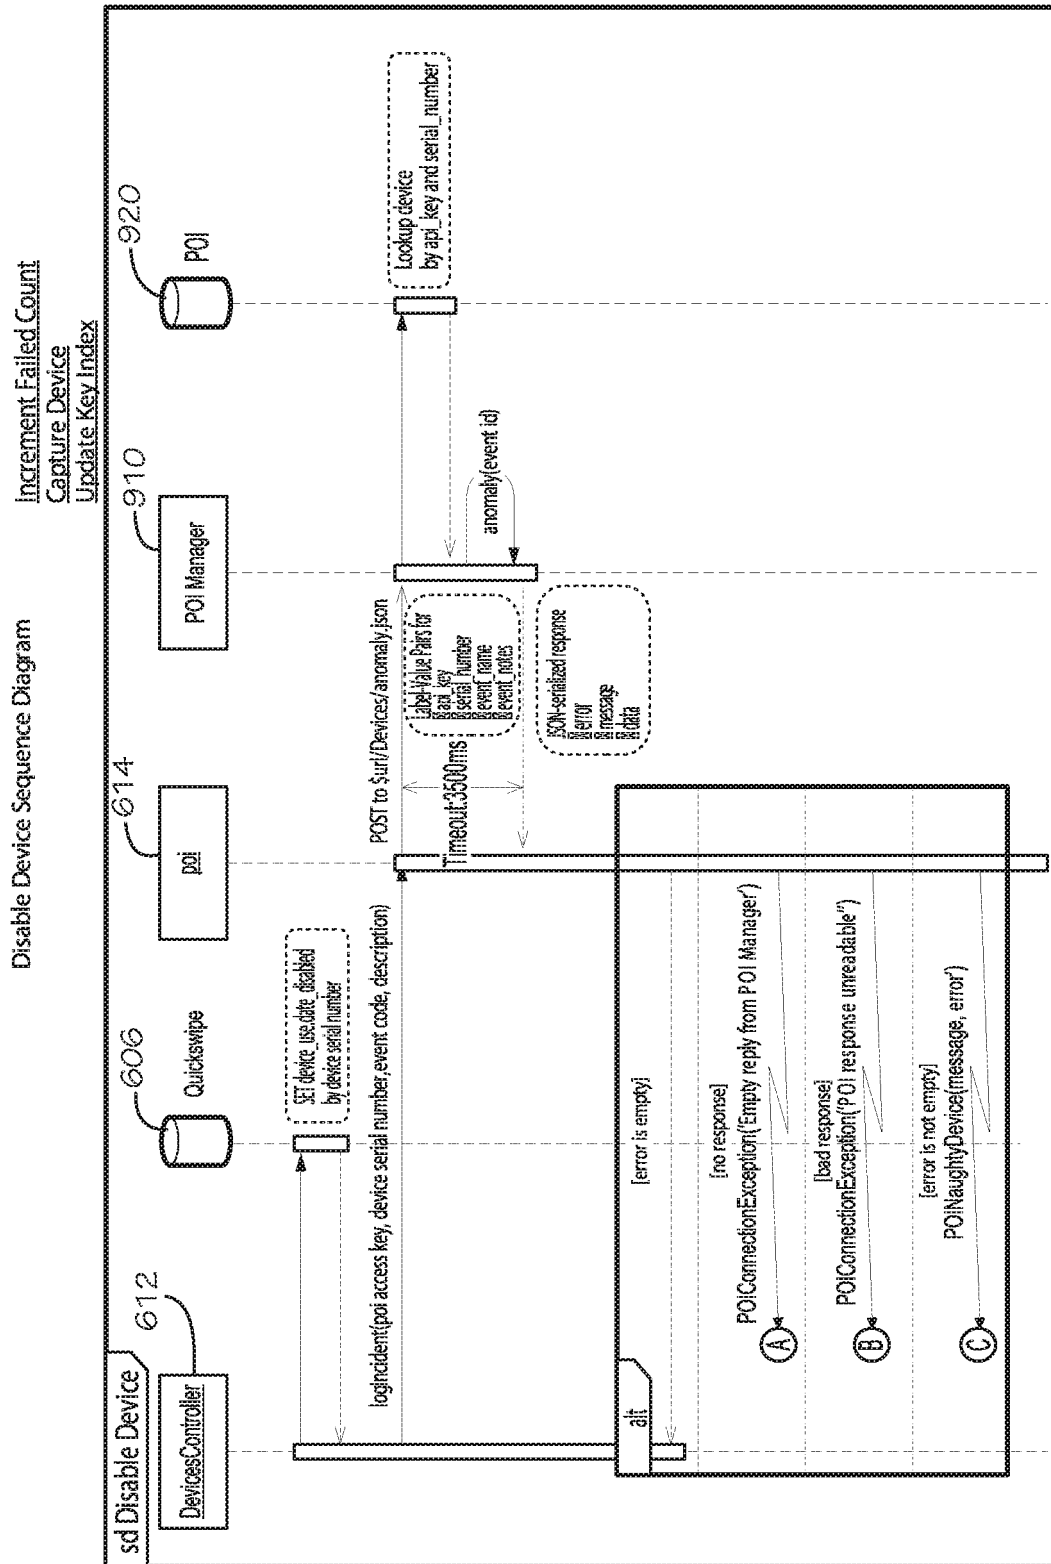 Disable Device Sequence Diagram
Increment Failed Count
Capture Device
Update Key Index
sd Disable Device
612
606
614
910
920
DevicesController
Quickswipe
poi
POI Manager
POI
SET device_use.date_disabled
by device serial number
logincident(poi access key, device serial number,event code, description)
POST to $url/Devices/anomaly.json
Lookup device
by api_key and serial_number
Label-Value Pairs for
api_key
serial_number
event_name
event_notes
Timeout:3500ms
anomaly(event id)
JSON-serialized response
error
message
data
alt
[error is empty]
[no response]
POIConnectionException('Empty reply from POI Manager')
A
[bad response]
POIConnectionException('POI response unreadable")
B
[error is not empty]
POINaughtyDevice(message, error')
C